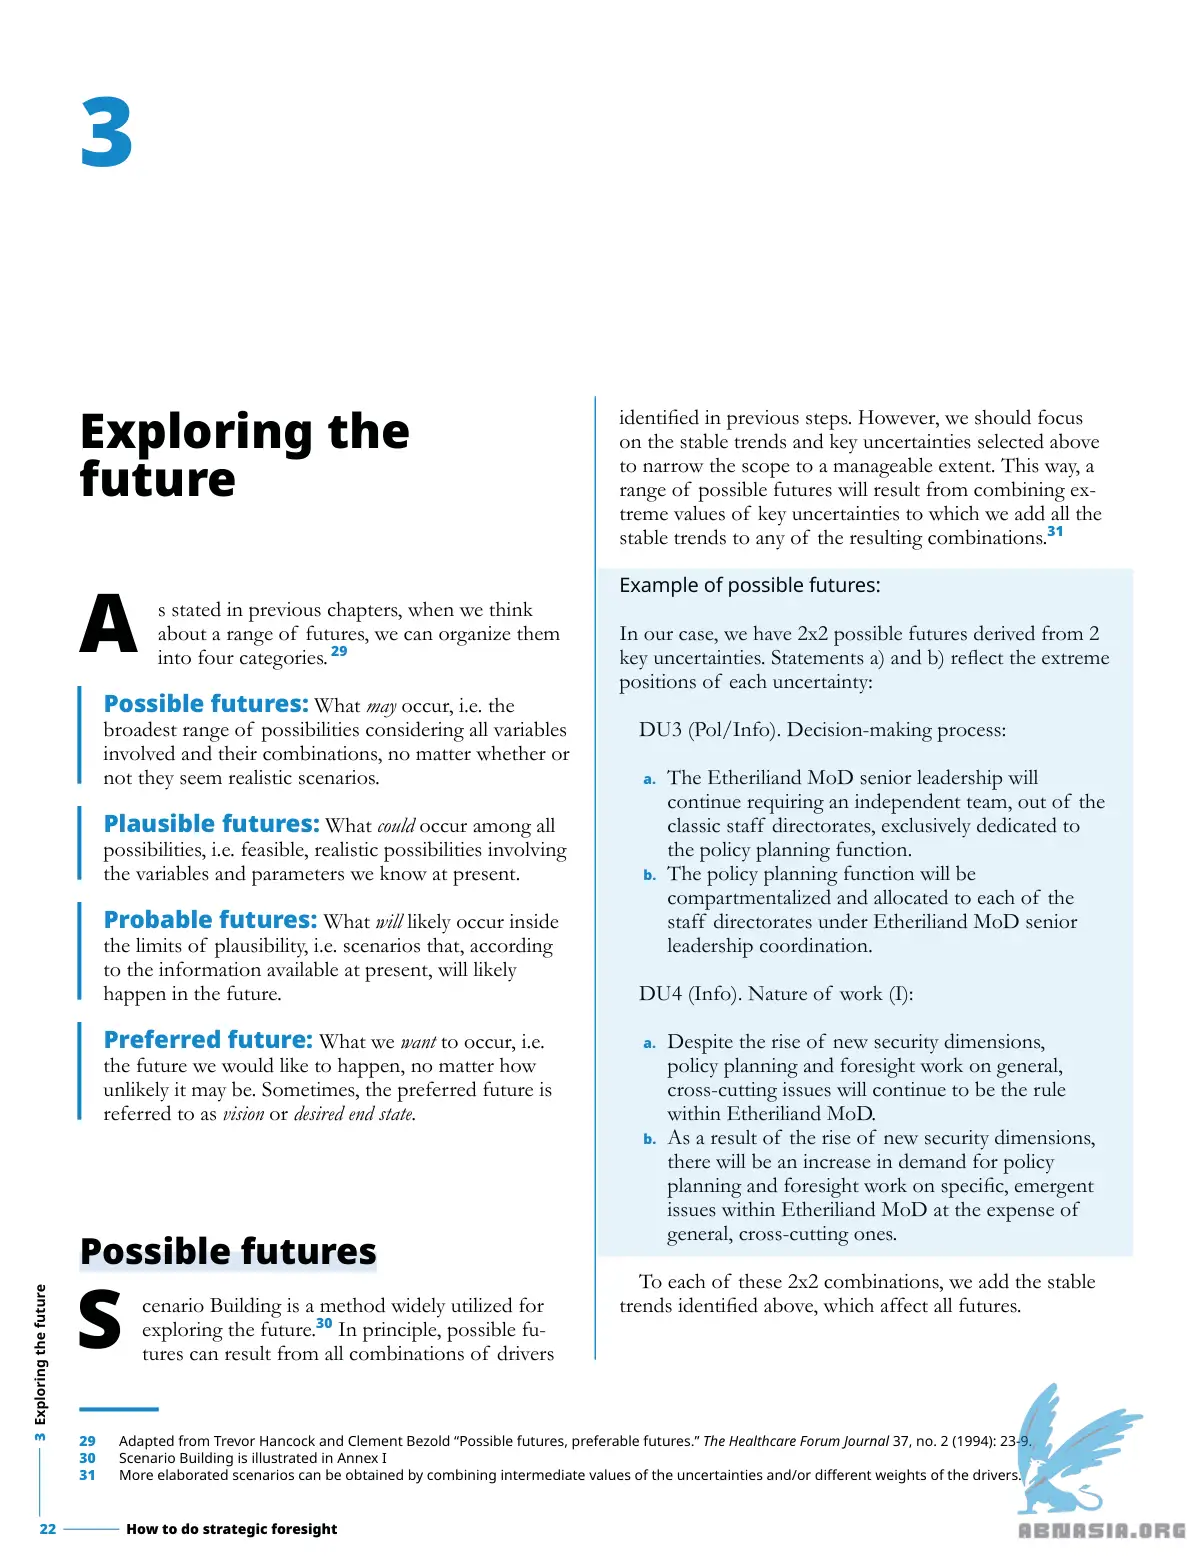 3
Exploring the
future
As stated in previous chapters, when we think
about a range of futures, we can organize them
into four categories. 29
Possible futures: What may occur, i.e. the
broadest range of possibilities considering all variables
involved and their combinations, no matter whether or
not they seem realistic scenarios.
Plausible futures: What could occur among all
possibilities, i.e. feasible, realistic possibilities involving
the variables and parameters we know at present.
Probable futures: What will likely occur inside
the limits of plausibility, i.e. scenarios that, according
to the information available at present, will likely
happen in the future.
Preferred future: What we want to occur, i.e.
the future we would like to happen, no matter how
unlikely it may be. Sometimes, the preferred future is
referred to as vision or desired end state.
Possible futures
Scenario Building is a method widely utilized for
exploring the future.30 In principle, possible fu-
tures can result from all combinations of drivers
identified in previous steps. However, we should focus
on the stable trends and key uncertainties selected above
to narrow the scope to a manageable extent. This way, a
range of possible futures will result from combining ex-
treme values of key uncertainties to which we add all the
stable trends to any of the resulting combinations.31
Example of possible futures:
In our case, we have 2x2 possible futures derived from 2
key uncertainties. Statements a) and b) reflect the extreme
positions of each uncertainty:
DU3 (Pol/Info). Decision-making process:
a. The Etheriliand MoD senior leadership will
continue requiring an independent team, out of the
classic staff directorates, exclusively dedicated to
the policy planning function.
b. The policy planning function will be
compartmentalized and allocated to each of the
staff directorates under Etheriliand MoD senior
leadership coordination.
DU4 (Info). Nature of work (I):
a. Despite the rise of new security dimensions,
policy planning and foresight work on general,
cross-cutting issues will continue to be the rule
within Etheriliand MoD.
b. As a result of the rise of new security dimensions,
there will be an increase in demand for policy
planning and foresight work on specific, emergent
issues within Etheriliand MoD at the expense of
general, cross-cutting ones.
To each of these 2x2 combinations, we add the stable
trends identified above, which affect all futures.
29 Adapted from Trevor Hancock and Clement Bezold “Possible futures, preferable futures.” The Healthcare Forum Journal 37, no. 2 (1994): 23-9.
30 Scenario Building is illustrated in Annex I
31 More elaborated scenarios can be obtained by combining intermediate values of the uncertainties and/or different weights of the drivers.
3 Exploring the future
22 How to do strategic foresight
ABNASIA.ORG